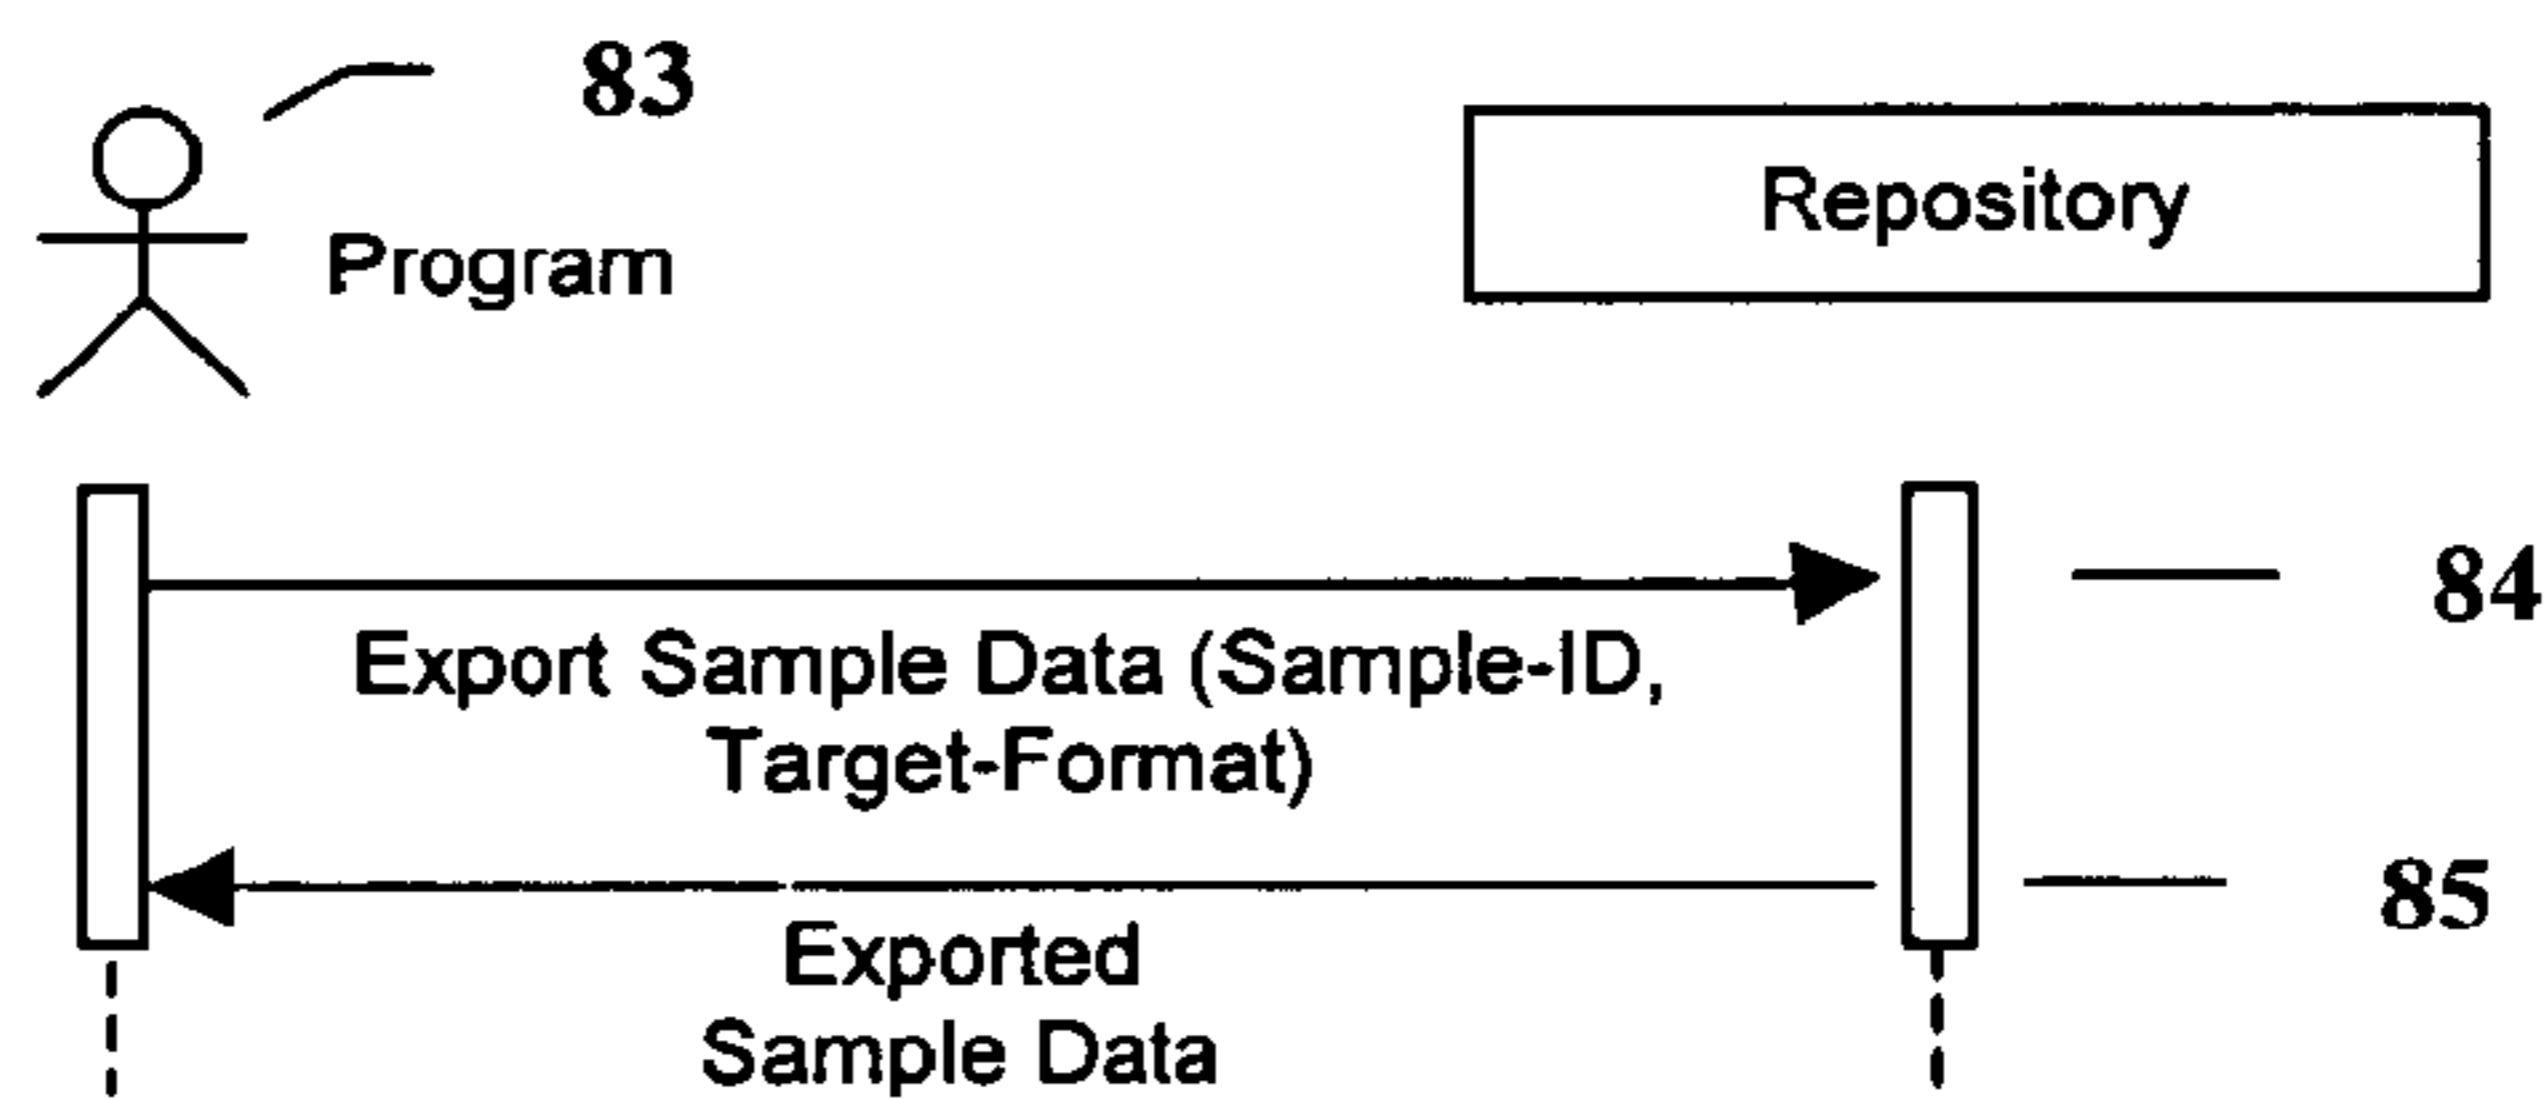 83
Program
Repository
84
Export Sample Data (Sample-ID,
Target-Format)
85
Exported
Sample Data